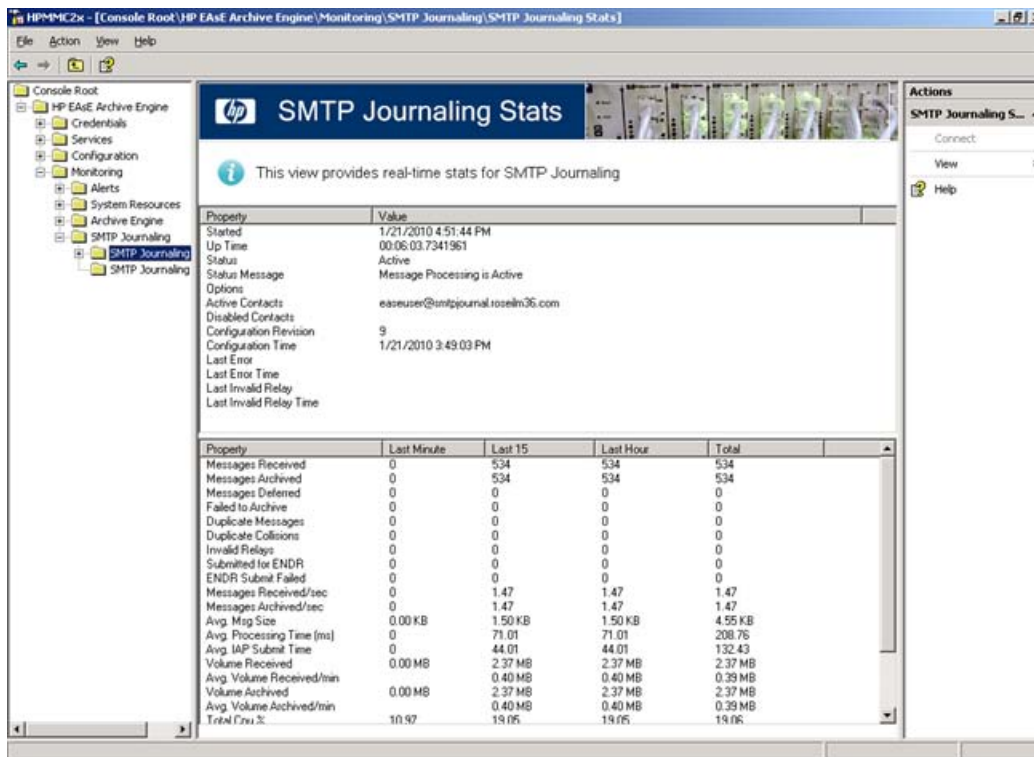 HPMMC2x - [Console Root\HP EAsE Archive Engine\Monitoring\SMTP Journaling\SMTP Journaling Stats]
File Action View Help
Console Root
HP EAsE Archive Engine
Credentials
Services
Configuration
Monitoring
Alerts
System Resources
Archive Engine
SMTP Journaling
SMTP Journaling
SMTP Journaling
hp SMTP Journaling Stats
i This view provides real-time stats for SMTP Journaling
Property Value
Started 1/21/2010 4:51:44 PM
Up Time 00:06:03.7341961
Status Active
Status Message Message Processing is Active
Options
Active Contacts easeuser@smtpjournal.roseilm36.com
Disabled Contacts
Configuration Revision 9
Configuration Time 1/21/2010 3:49:03 PM
Last Error
Last Error Time
Last Invalid Relay
Last Invalid Relay Time
Property Last Minute Last 15 Last Hour Total
Messages Received 0 534 534 534
Messages Archived 0 534 534 534
Messages Deferred 0 0 0 0
Failed to Archive 0 0 0 0
Duplicate Messages 0 0 0 0
Duplicate Collisions 0 0 0 0
Invalid Relays 0 0 0 0
Submitted for ENDR 0 0 0 0
ENDR Submit Failed 0 0 0 0
Messages Received/sec 0 1.47 1.47 1.47
Messages Archived/sec 0 1.47 1.47 1.47
Avg. Msg Size 0.00 KB 1.50 KB 1.50 KB 4.55 KB
Avg. Processing Time (ms) 0 71.01 71.01 208.76
Avg. IAP Submit Time 0 44.01 44.01 132.43
Volume Received 0.00 MB 2.37 MB 2.37 MB 2.37 MB
Avg. Volume Received/min 0.40 MB 0.40 MB 0.39 MB
Volume Archived 0.00 MB 2.37 MB 2.37 MB 2.37 MB
Avg. Volume Archived/min 0.40 MB 0.40 MB 0.39 MB
Total Cpu % 10.97 19.05 19.05 19.06
Actions
SMTP Journaling S...
Connect
View
Help